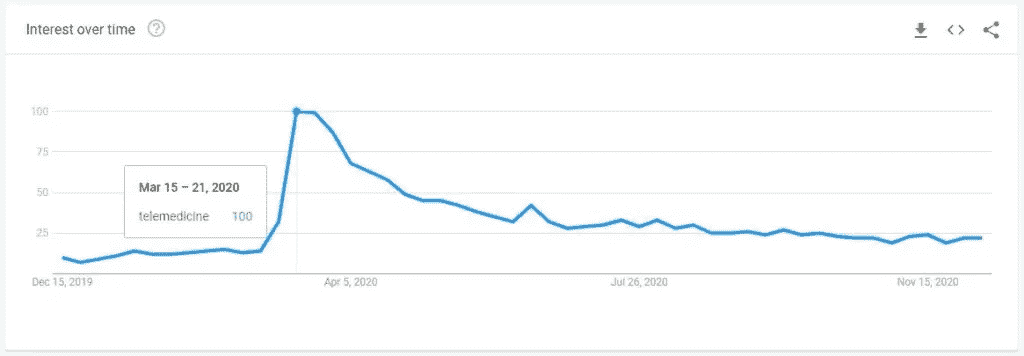 Interest over time
100
75
50
25
Mar 15 – 21, 2020
telemedicine 100
Dec 15, 2019 Apr 5, 2020 Jul 26, 2020 Nov 15, 2020